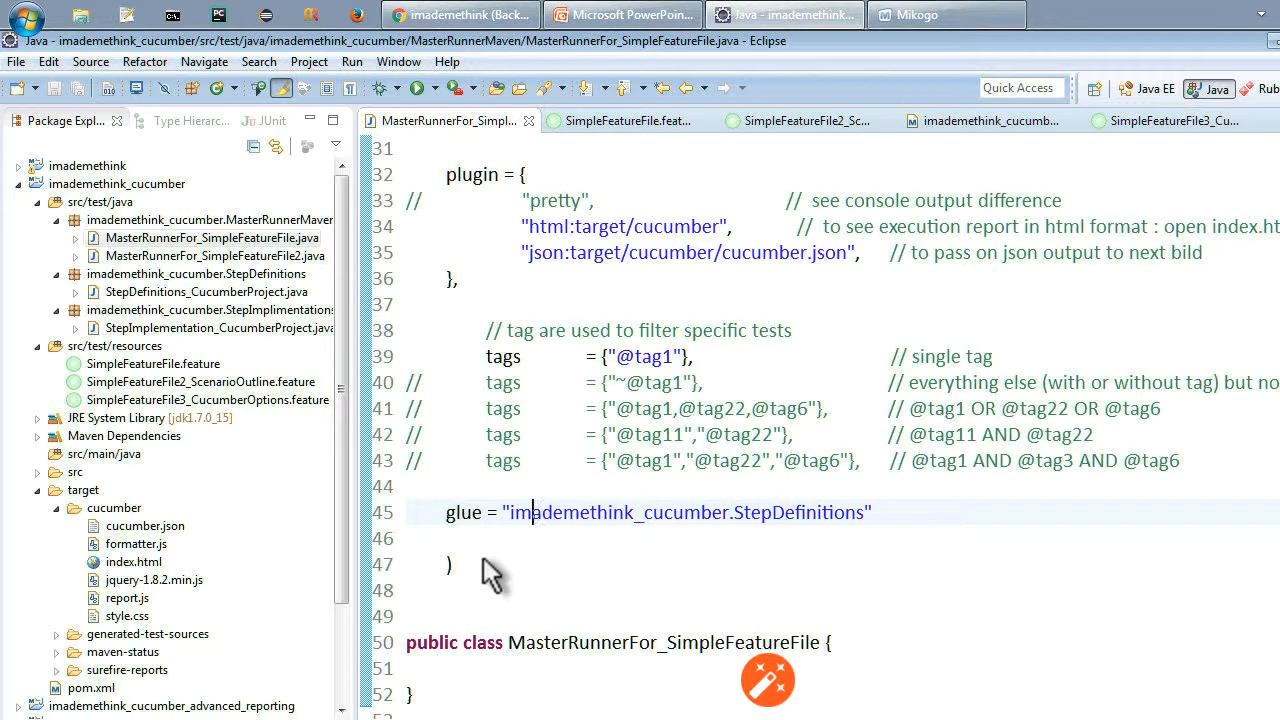 imademethink (Back...
Microsoft PowerPoin...
Java - imademethink...
Mikogo
Java - imademethink_cucumber/src/test/java/imademethink_cucumber/MasterRunnerMaven/MasterRunnerFor_SimpleFeatureFile.java - Eclipse
File Edit Source Refactor Navigate Search Project Run Window Help
Quick Access
Java EE
Java
Rub
Package Expl...
Type Hierarc...
JUnit
MasterRunnerFor_Simpl...
SimpleFeatureFile.feat...
SimpleFeatureFile2_Sc...
imademethink_cucumb...
SimpleFeatureFile3_Cu...
imademethink
imademethink_cucumber
src/test/java
imademethink_cucumber.MasterRunnerMaven
MasterRunnerFor_SimpleFeatureFile.java
MasterRunnerFor_SimpleFeatureFile2.java
imademethink_cucumber.StepDefinitions
StepDefinitions_CucumberProject.java
imademethink_cucumber.StepImplimentations
StepImplementation_CucumberProject.java
src/test/resources
SimpleFeatureFile.feature
SimpleFeatureFile2_ScenarioOutline.feature
SimpleFeatureFile3_CucumberOptions.feature
JRE System Library [jdk1.7.0_15]
Maven Dependencies
src/main/java
src
target
cucumber
cucumber.json
formatter.js
index.html
jquery-1.8.2.min.js
report.js
style.css
generated-test-sources
maven-status
surefire-reports
pom.xml
imademethink_cucumber_advanced_reporting
31
32 plugin = {
33 // "pretty", // see console output difference
34 "html:target/cucumber", // to see execution report in html format : open index.ht
35 "json:target/cucumber/cucumber.json", // to pass on json output to next bild
36 },
37
38 // tag are used to filter specific tests
39 tags = {"@tag1"}, // single tag
40 // tags = {"~@tag1"}, // everything else (with or without tag) but no
41 // tags = {"@tag1,@tag22,@tag6"}, // @tag1 OR @tag22 OR @tag6
42 // tags = {"@tag11","@tag22"}, // @tag11 AND @tag22
43 // tags = {"@tag1","@tag22","@tag6"}, // @tag1 AND @tag3 AND @tag6
44
45 glue = "imademethink_cucumber.StepDefinitions"
46
47 )
48
49
50 public class MasterRunnerFor_SimpleFeatureFile {
51
52 }